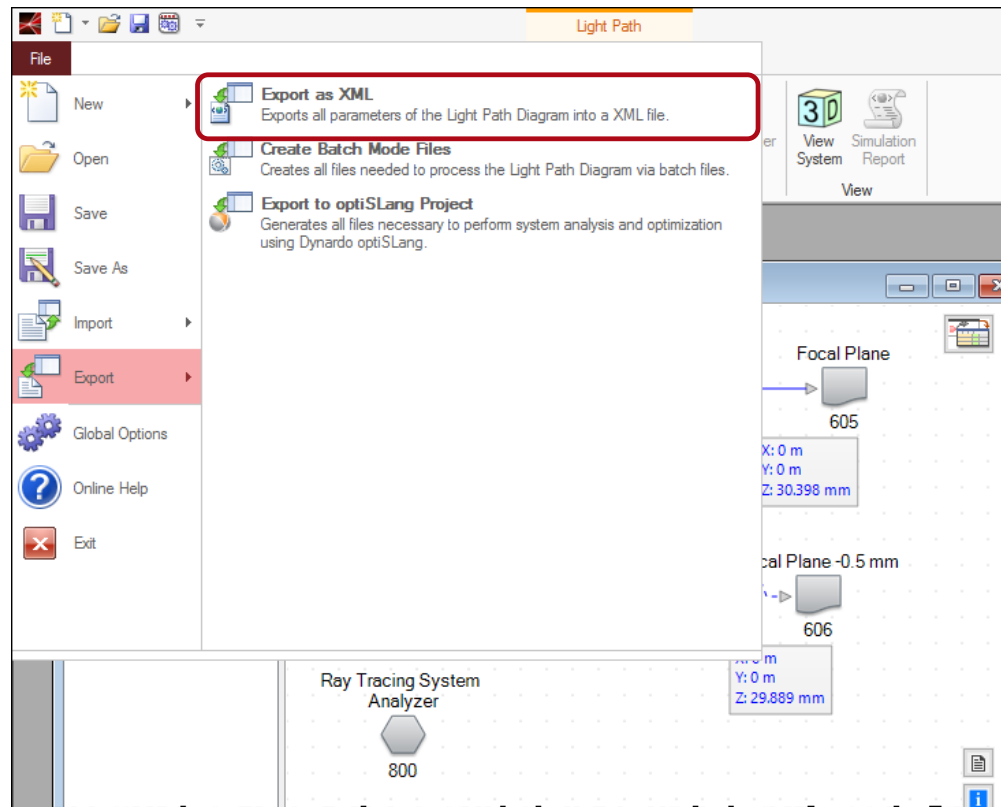 Light Path
File
New
Export as XML
Exports all parameters of the Light Path Diagram into a XML file.
Open
Create Batch Mode Files
Creates all files needed to process the Light Path Diagram via batch files.
Save
Export to optiSLang Project
Generates all files necessary to perform system analysis and optimization
using Dynardo optiSLang.
Save As
Import
Export
Global Options
Online Help
Exit
er
3D
View
System
Simulation
Report
View
Focal Plane
605
X: 0 m
Y: 0 m
Z: 30.398 mm
cal Plane -0.5 mm
606
Y: 0 m
Z: 29.889 mm
Ray Tracing System
Analyzer
800